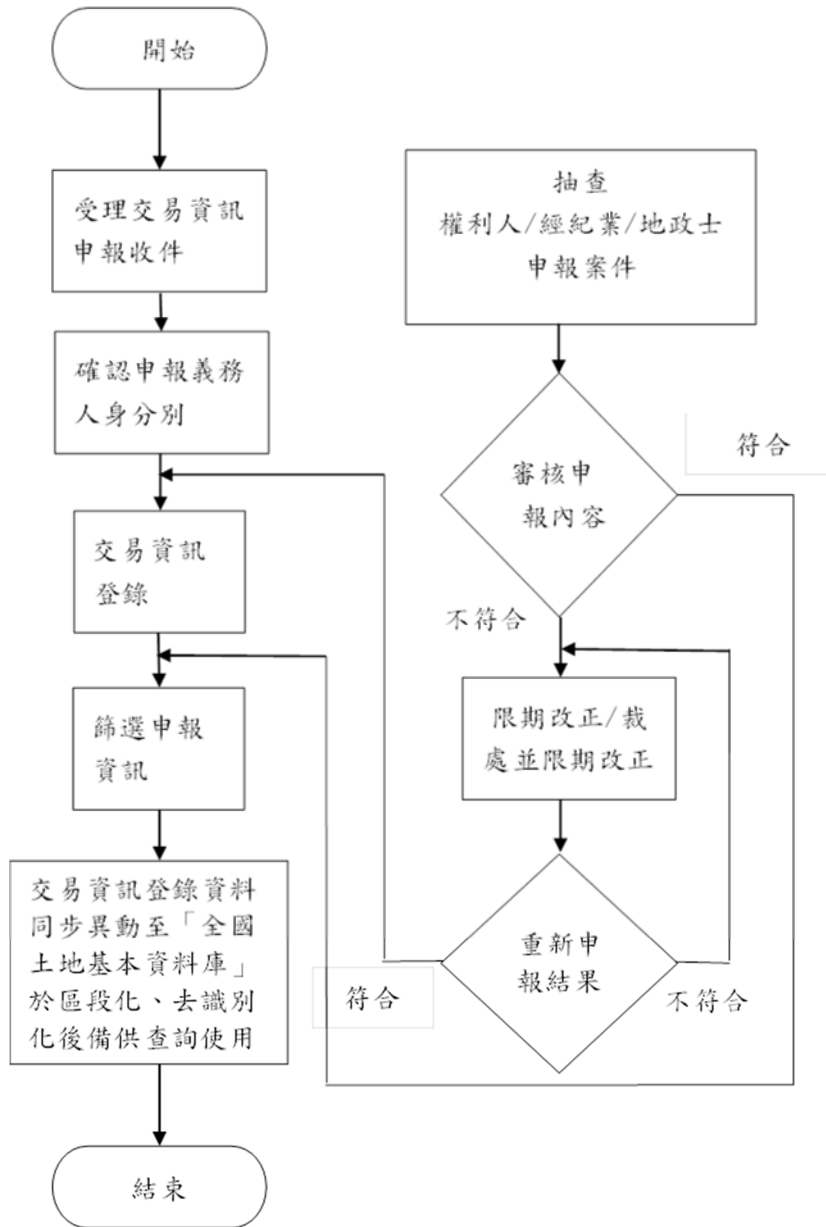 開始
受理交易資訊
申報收件
確認申報義務
人身分別
交易資訊
登錄
篩選申報
資訊
交易資訊登錄資料
同步異動至「全國
土地基本資料庫」
於區段化、去識別
化後備供查詢使用
結束
抽查
權利人/經紀業/地政士
申報案件
審核申
報內容
符合
不符合
限期改正/裁
處並限期改正
重新申
報結果
符合
不符合